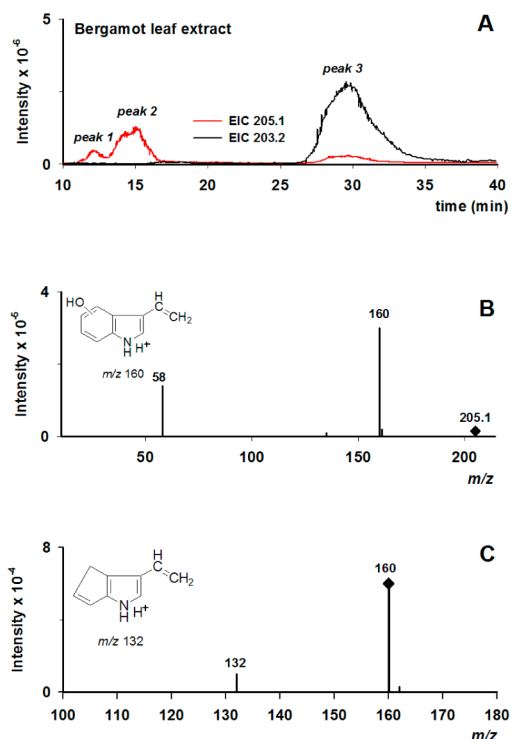 Bergamot leaf extract
A
Intensity x 10⁻⁶
5
0
peak 1
peak 2
peak 3
EIC 205.1
EIC 203.2
10 15 20 25 30 35 40
time (min)
B
Intensity x 10⁻⁵
4
0
HO
H
C
CH₂
N
H H⁺
m/z 160
58
160
205.1
50 100 150 200
m/z
C
Intensity x 10⁻⁴
8
0
H
C
CH₂
N
H H⁺
m/z 132
132
160
100 110 120 130 140 150 160 170 180
m/z